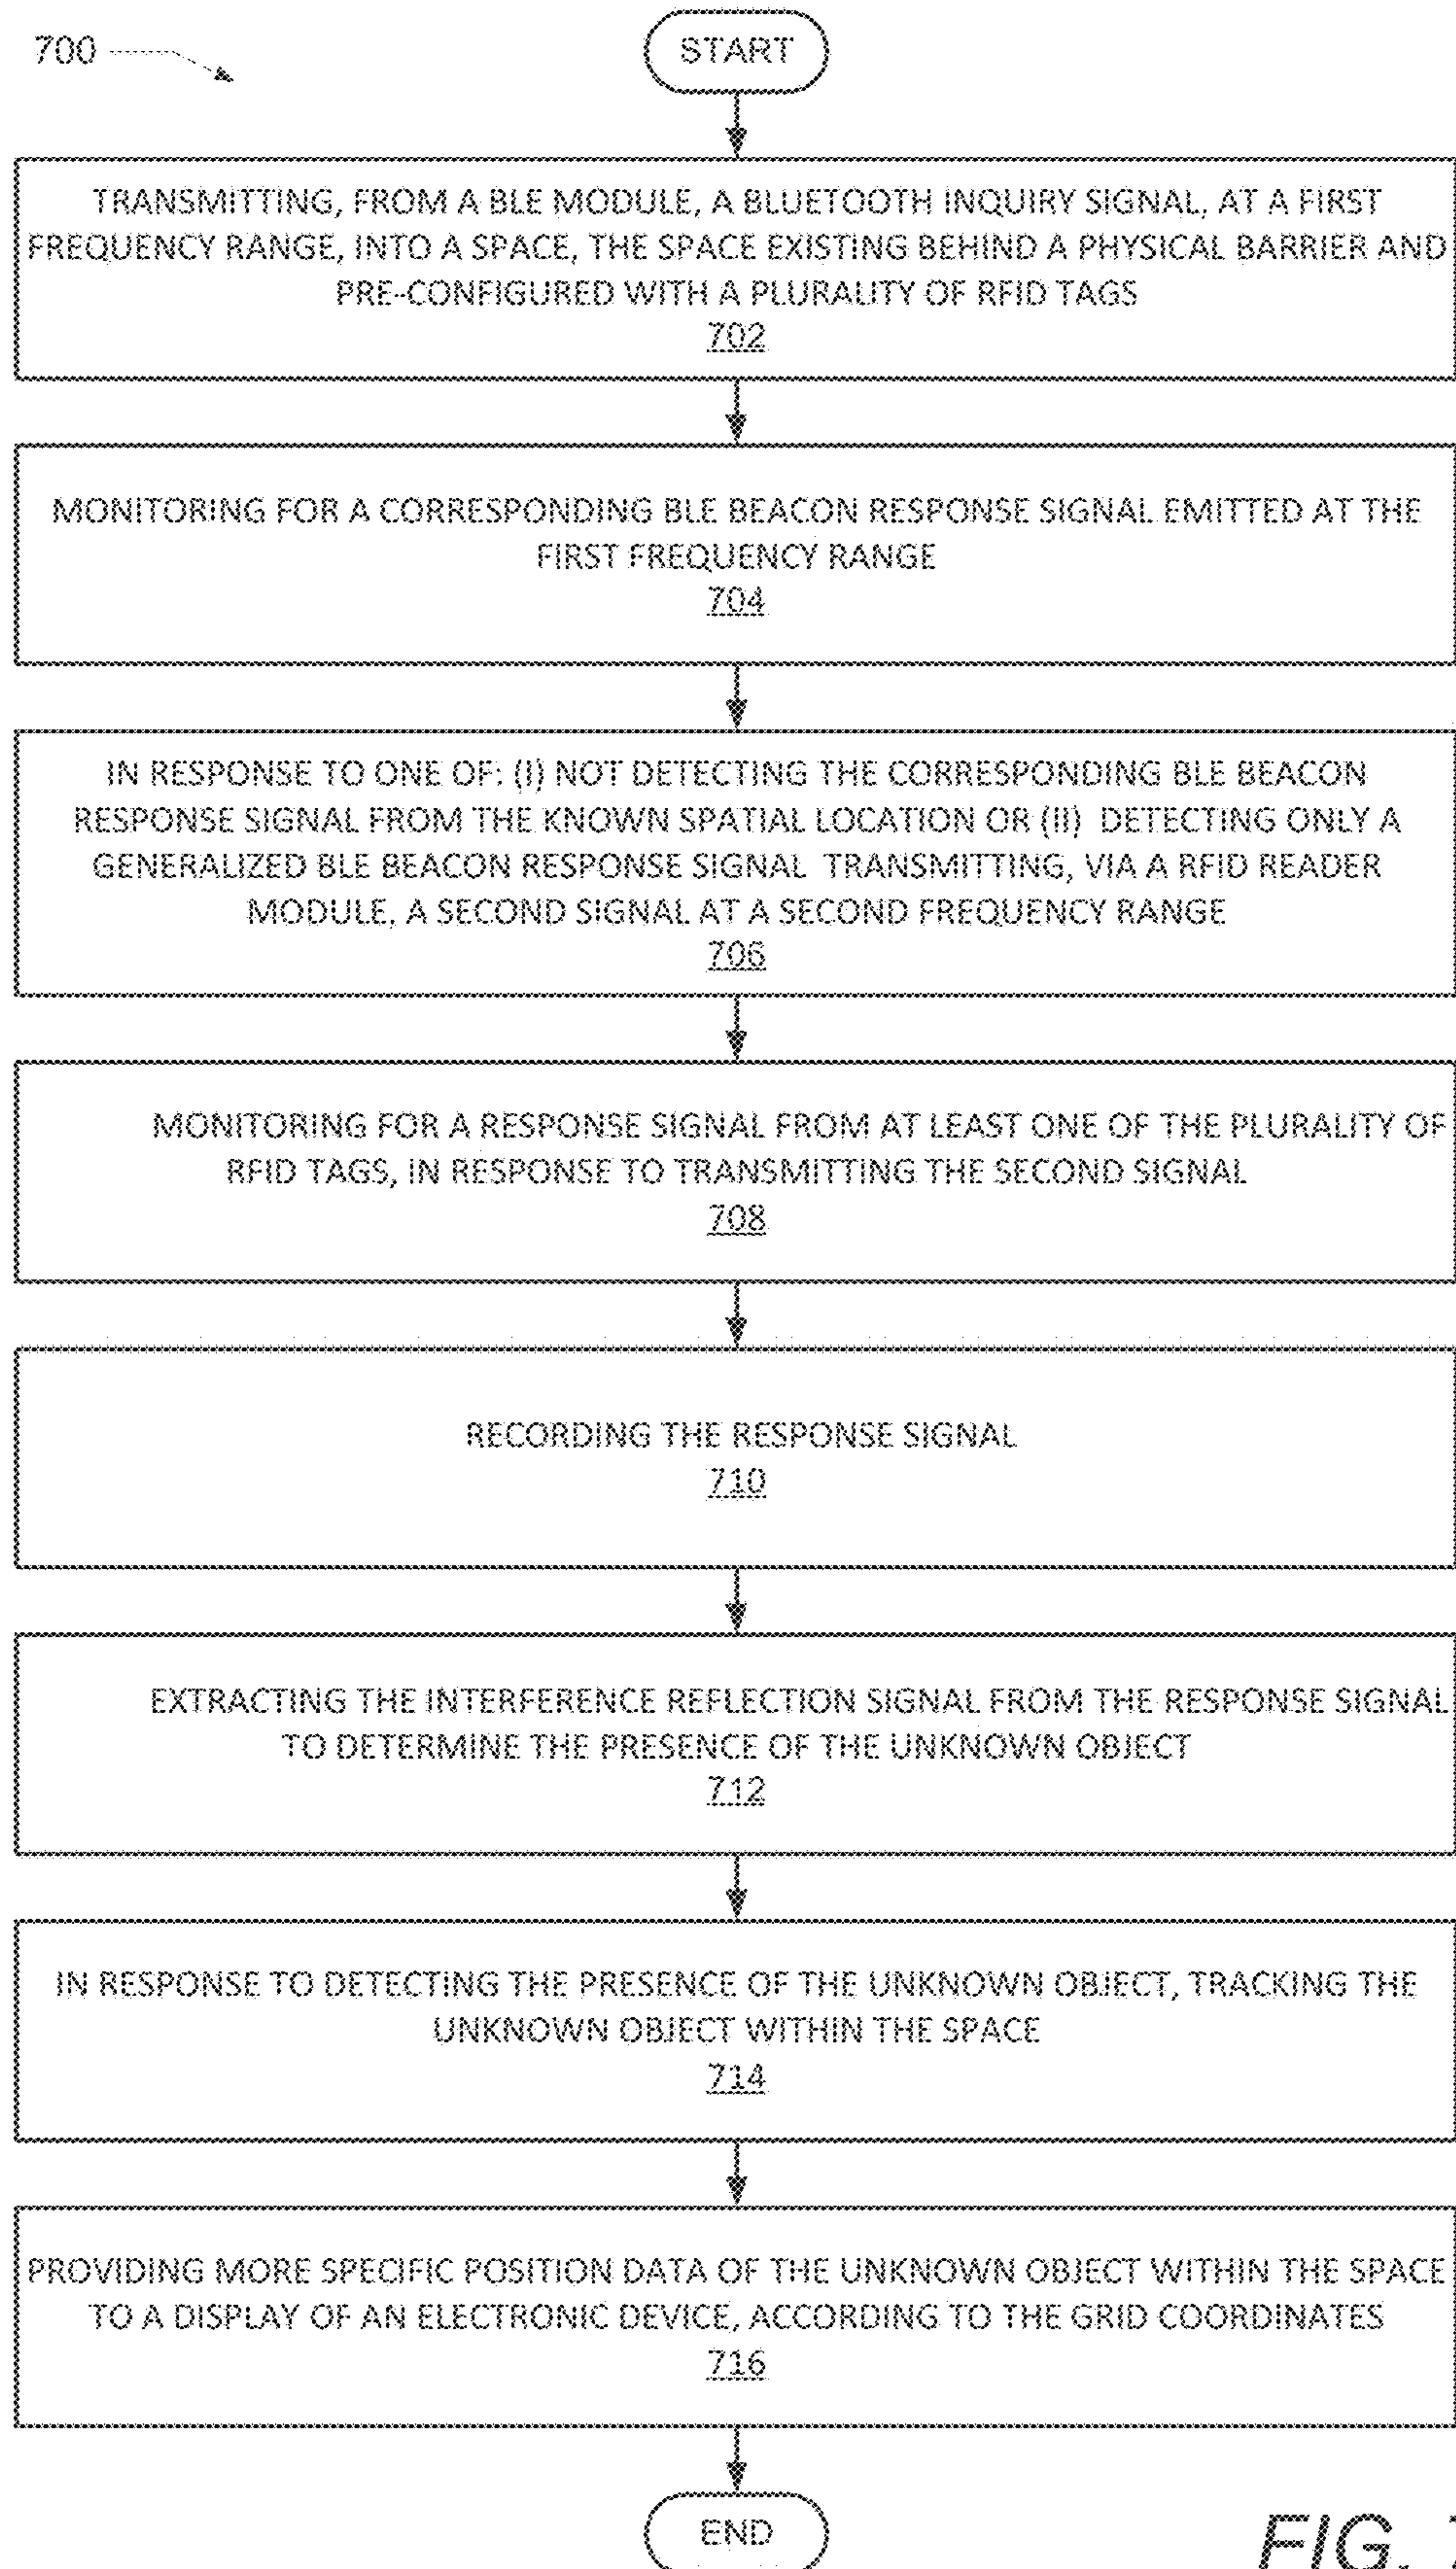 700
START
TRANSMITTING, FROM A BLE MODULE, A BLUETOOTH INQUIRY SIGNAL, AT A FIRST
FREQUENCY RANGE, INTO A SPACE, THE SPACE EXISTING BEHIND A PHYSICAL BARRIER AND
PRE-CONFIGURED WITH A PLURALITY OF RFID TAGS
702
MONITORING FOR A CORRESPONDING BLE BEACON RESPONSE SIGNAL EMITTED AT THE
FIRST FREQUENCY RANGE
704
IN RESPONSE TO ONE OF: (I) NOT DETECTING THE CORRESPONDING BLE BEACON
RESPONSE SIGNAL FROM THE KNOWN SPATIAL LOCATION OR (II) DETECTING ONLY A
GENERALIZED BLE BEACON RESPONSE SIGNAL TRANSMITTING, VIA A RFID READER
MODULE, A SECOND SIGNAL AT A SECOND FREQUENCY RANGE
706
MONITORING FOR A RESPONSE SIGNAL FROM AT LEAST ONE OF THE PLURALITY OF
RFID TAGS, IN RESPONSE TO TRANSMITTING THE SECOND SIGNAL
708
RECORDING THE RESPONSE SIGNAL
710
EXTRACTING THE INTERFERENCE REFLECTION SIGNAL FROM THE RESPONSE SIGNAL
TO DETERMINE THE PRESENCE OF THE UNKNOWN OBJECT
712
IN RESPONSE TO DETECTING THE PRESENCE OF THE UNKNOWN OBJECT, TRACKING THE
UNKNOWN OBJECT WITHIN THE SPACE
714
PROVIDING MORE SPECIFIC POSITION DATA OF THE UNKNOWN OBJECT WITHIN THE SPACE
TO A DISPLAY OF AN ELECTRONIC DEVICE, ACCORDING TO THE GRID COORDINATES
716
END
FIG.